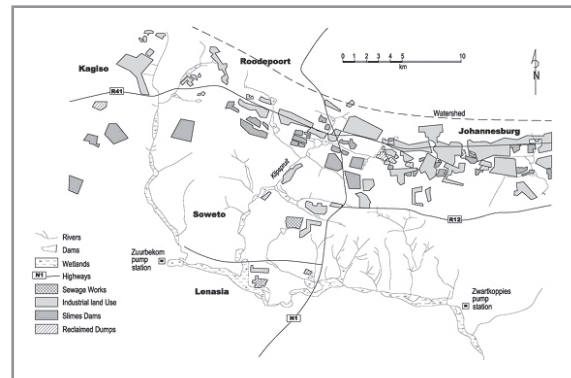 Kagiso
Roodepoort
0 1 2 3 4 5 10
km
N
R41
Watershed
Johannesburg
Klipspruit
Soweto
R12
Rivers
Dams
Wetlands
N1 Highways
Sewage Works
Industrial land Use
Slimes Dams
Reclaimed Dumps
Zuurbekom
pump
station
Lenasia
N1
Zwartkoppies
pump
station